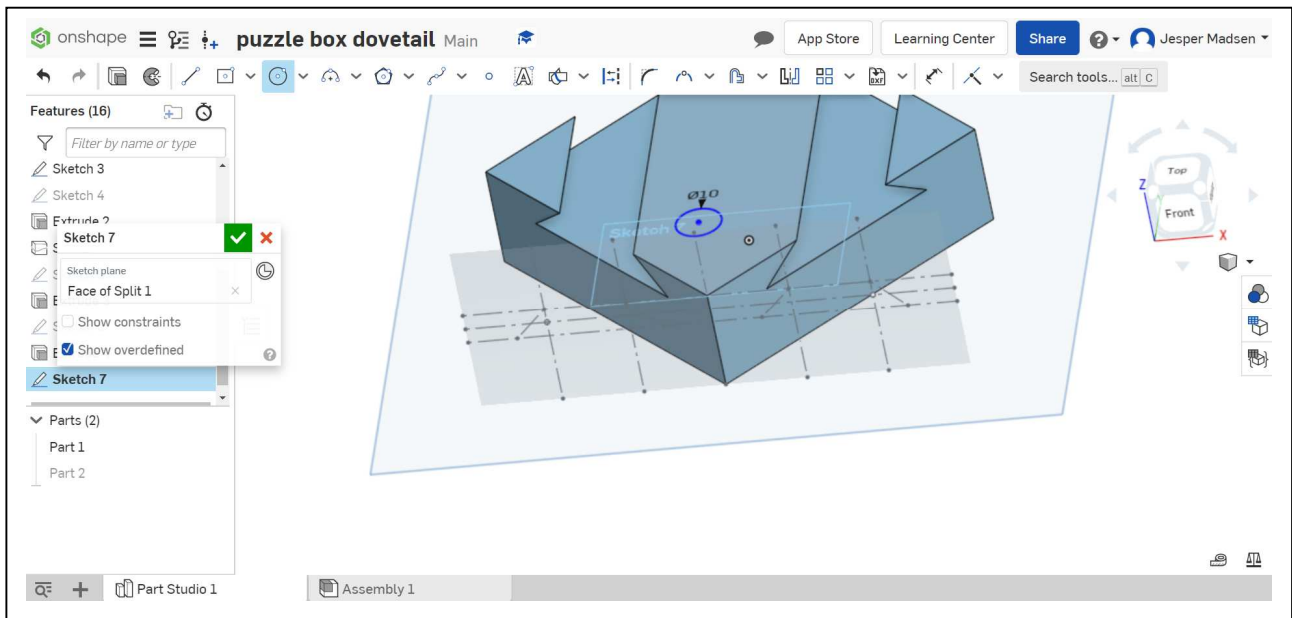 onshape puzzle box dovetail Main App Store Learning Center Share Jesper Madsen
Search tools... alt C
Features (16)
Filter by name or type
Sketch 3
Sketch 4
Extrude 2
Sketch 7
Sketch plane
Face of Split 1
Show constraints
Show overdefined
Sketch 7
Parts (2)
Part 1
Part 2
Ø10
Sketch
Top
Front
Z
X
Part Studio 1 Assembly 1